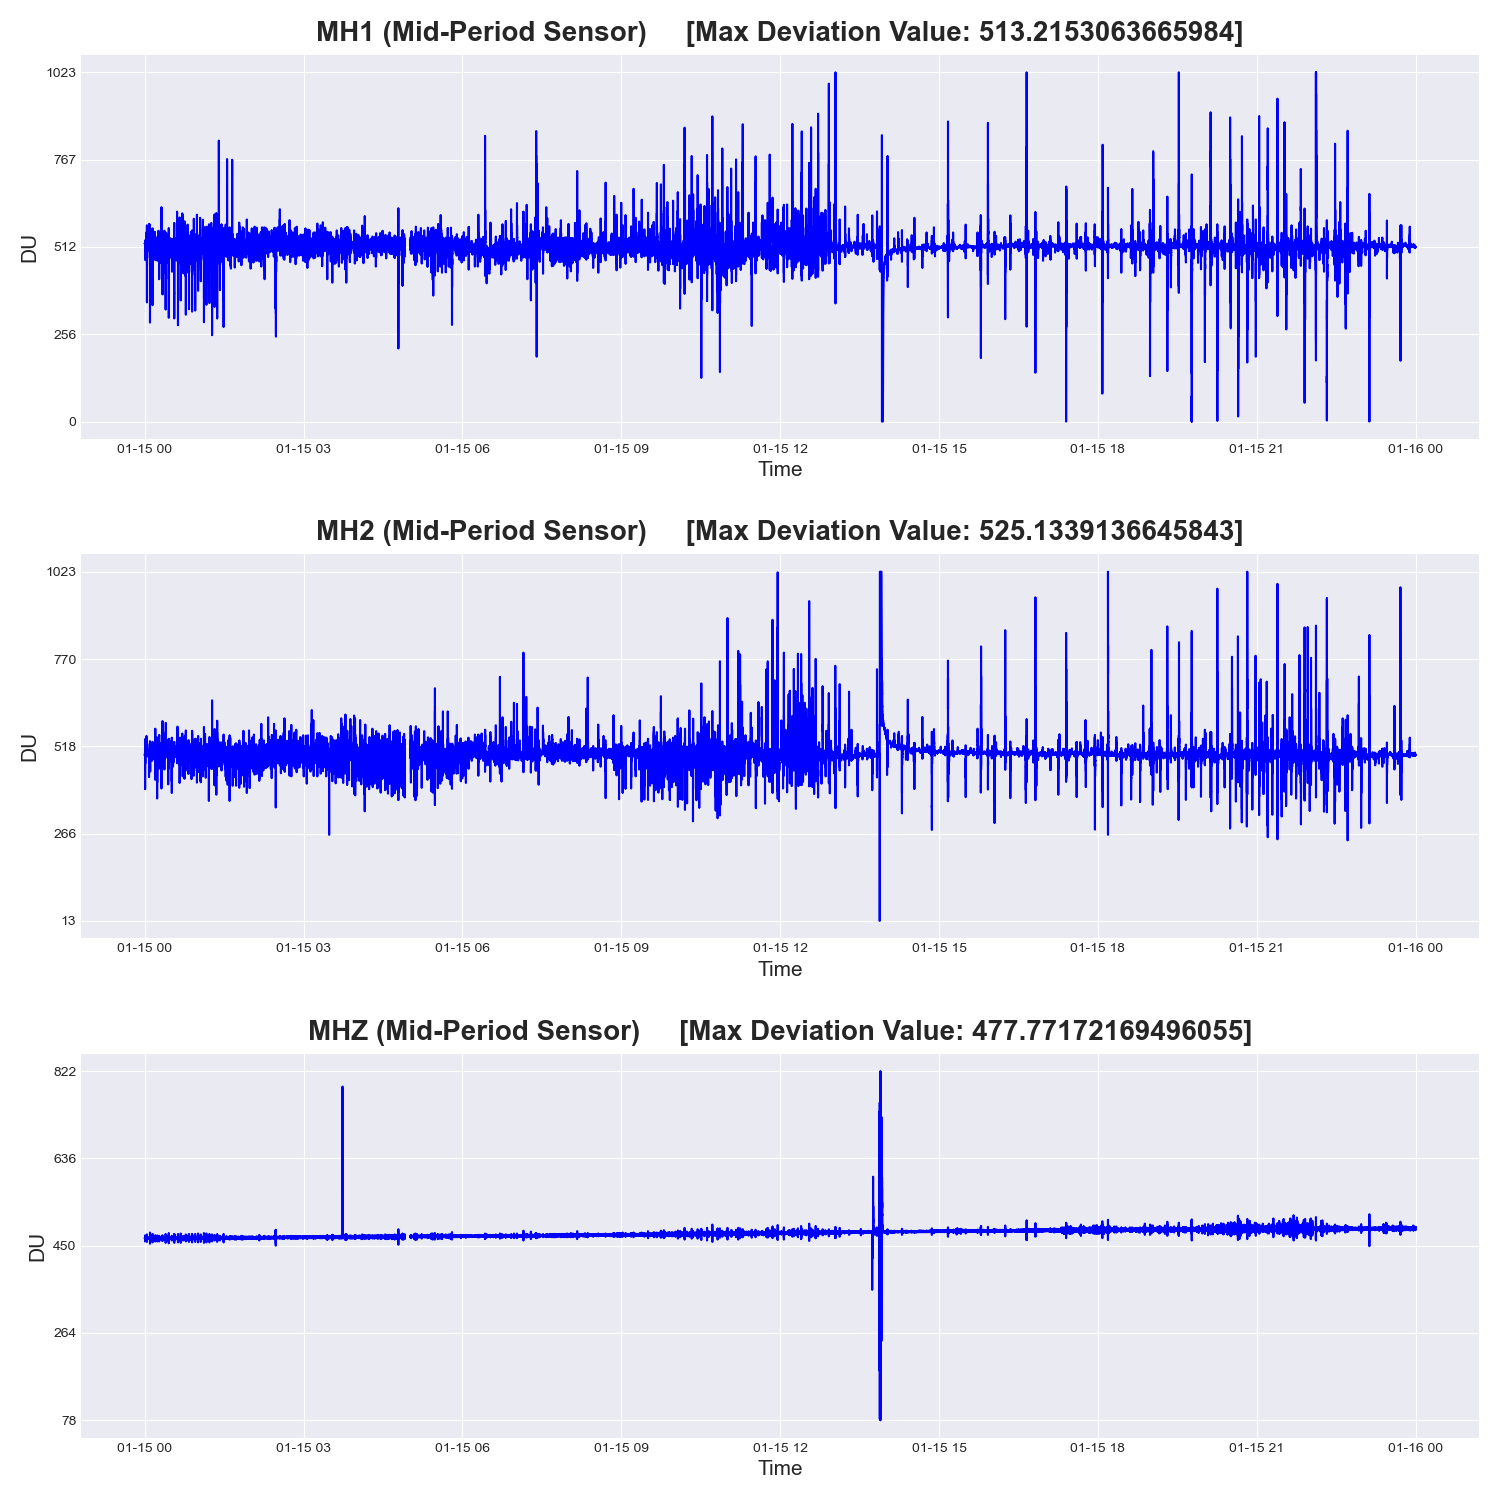 MH1 (Mid-Period Sensor) [Max Deviation Value: 513.2153063665984]
1023
767
512
256
0
DU
01-15 00 01-15 03 01-15 06 01-15 09 01-15 12 01-15 15 01-15 18 01-15 21 01-16 00
Time
MH2 (Mid-Period Sensor) [Max Deviation Value: 525.1339136645843]
1023
770
518
266
13
DU
01-15 00 01-15 03 01-15 06 01-15 09 01-15 12 01-15 15 01-15 18 01-15 21 01-16 00
Time
MHZ (Mid-Period Sensor) [Max Deviation Value: 477.77172169496055]
822
636
450
264
78
DU
01-15 00 01-15 03 01-15 06 01-15 09 01-15 12 01-15 15 01-15 18 01-15 21 01-16 00
Time